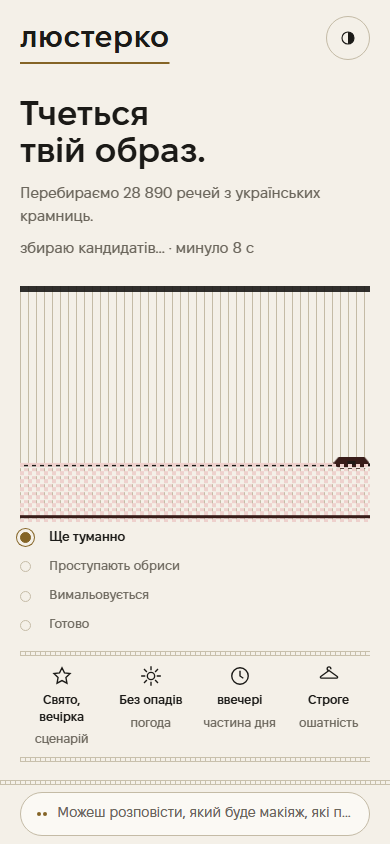 люстерко
Тчеться
твій образ.
Перебираємо 28 890 речей з українських
крамниць.
збираю кандидатів… · минуло 8 с
Ще туманно
Проступають обриси
Вимальовується
Готово
Свято,
вечірка
сценарій
Без опадів
погода
ввечері
частина дня
Строге
ошатність
Можеш розповісти, який буде макіяж, які п…